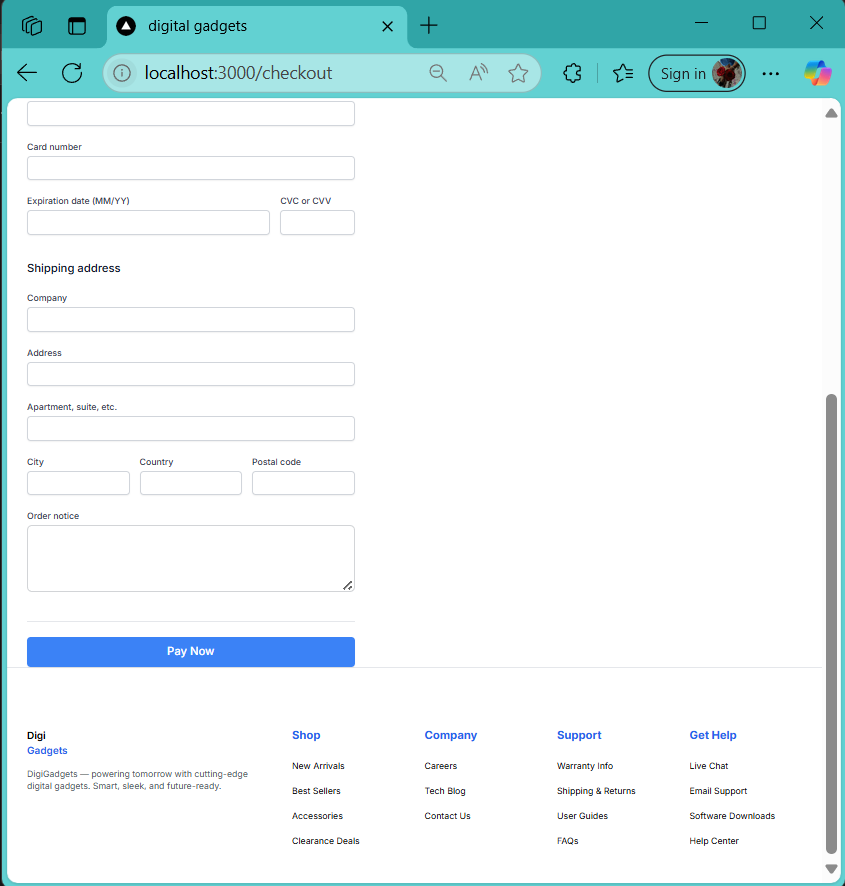 digital gadgets
localhost:3000/checkout
Sign in
Card number
Expiration date (MM/YY) CVC or CVV
Shipping address
Company
Address
Apartment, suite, etc.
City Country Postal code
Order notice
Pay Now
Digi
Gadgets
DigiGadgets — powering tomorrow with cutting-edge
digital gadgets. Smart, sleek, and future-ready.
Shop Company Support Get Help
New Arrivals Careers Warranty Info Live Chat
Best Sellers Tech Blog Shipping & Returns Email Support
Accessories Contact Us User Guides Software Downloads
Clearance Deals FAQs Help Center